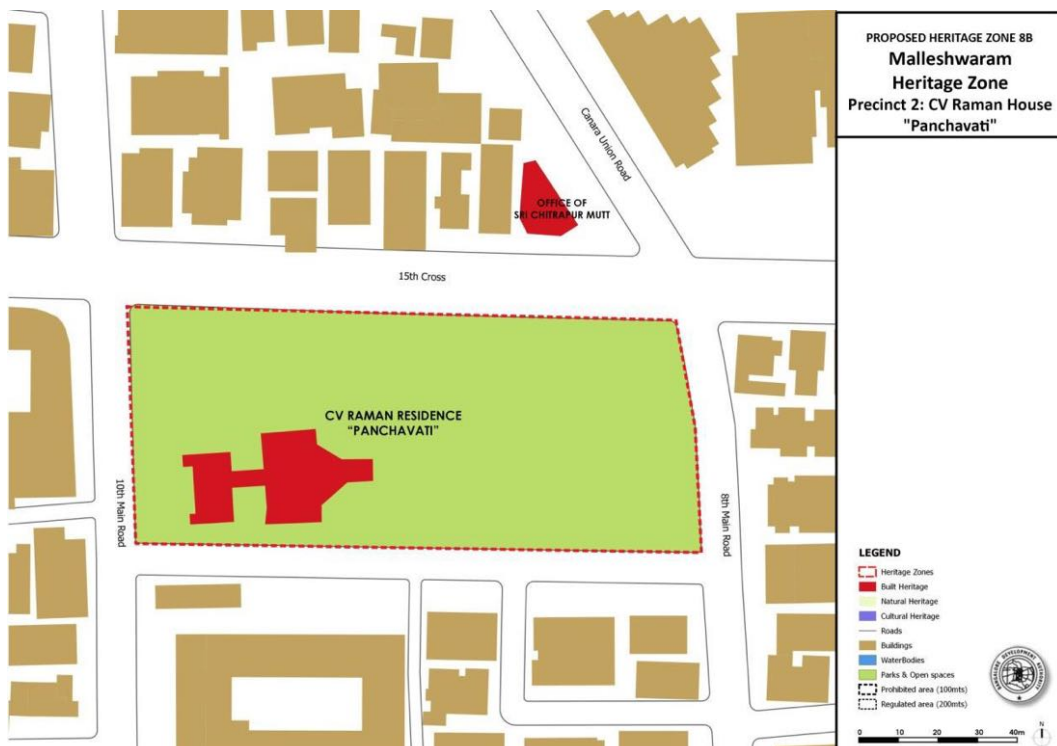 PROPOSED HERITAGE ZONE 8B
Malleshwaram
Heritage Zone
Precinct 2: CV Raman House
"Panchavati"
Canara Union Road
OFFICE OF
SRI CHITRAPUR MUTT
15th Cross
CV RAMAN RESIDENCE
“PANCHAVATI”
10th Main Road
8th Main Road
LEGEND
Heritage Zones
Built Heritage
Natural Heritage
Cultural Heritage
Roads
Buildings
WaterBodies
Parks & Open spaces
Prohibited area (100mts)
Regulated area (200mts)
BANGALORE DEVELOPMENT AUTHORITY
N
0 10 20 30 40m